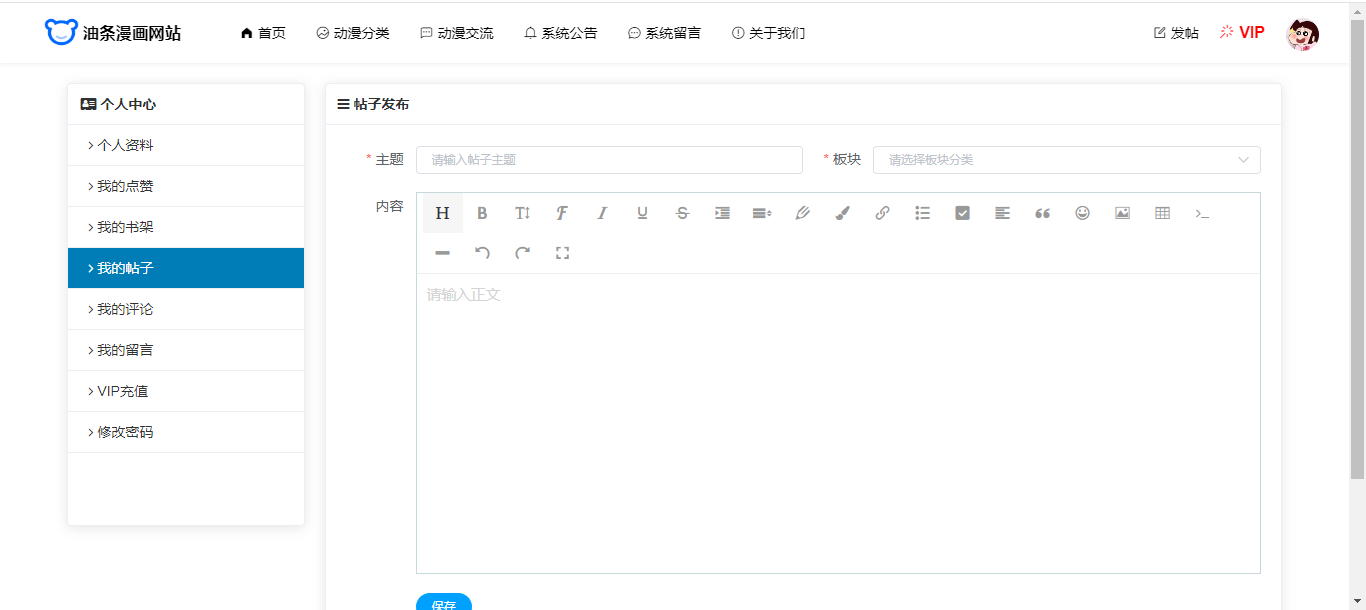 油条漫画网站 首页 动漫分类 动漫交流 系统公告 系统留言 关于我们 发帖 VIP
个人中心
个人资料
我的点赞
我的书架
我的帖子
我的评论
我的留言
VIP充值
修改密码
帖子发布
* 主题 请输入帖子主题 * 板块 请选择板块分类
内容
请输入正文
保存